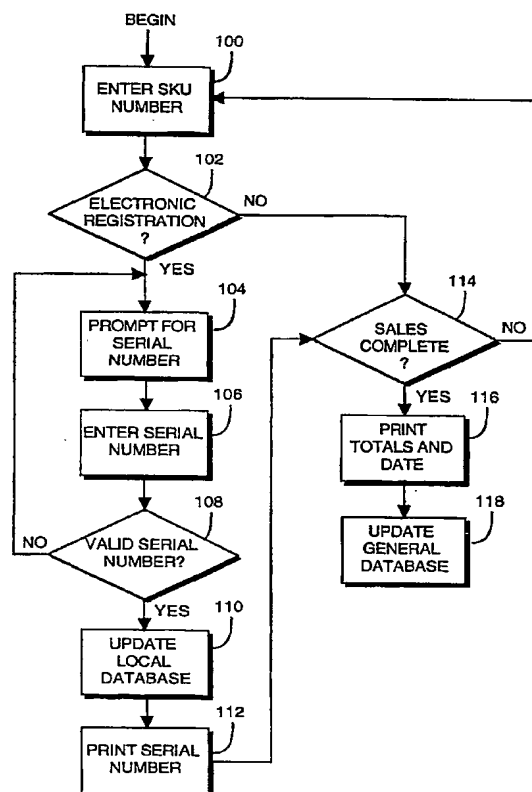 BEGIN
100
ENTER SKU
NUMBER
102
ELECTRONIC
REGISTRATION
?
NO
YES
104
PROMPT FOR
SERIAL
NUMBER
106
ENTER SERIAL
NUMBER
108
VALID SERIAL
NUMBER?
NO
YES
110
UPDATE
LOCAL
DATABASE
112
PRINT SERIAL
NUMBER
114
SALES
COMPLETE
?
NO
YES
116
PRINT
TOTALS AND
DATE
118
UPDATE
GENERAL
DATABASE